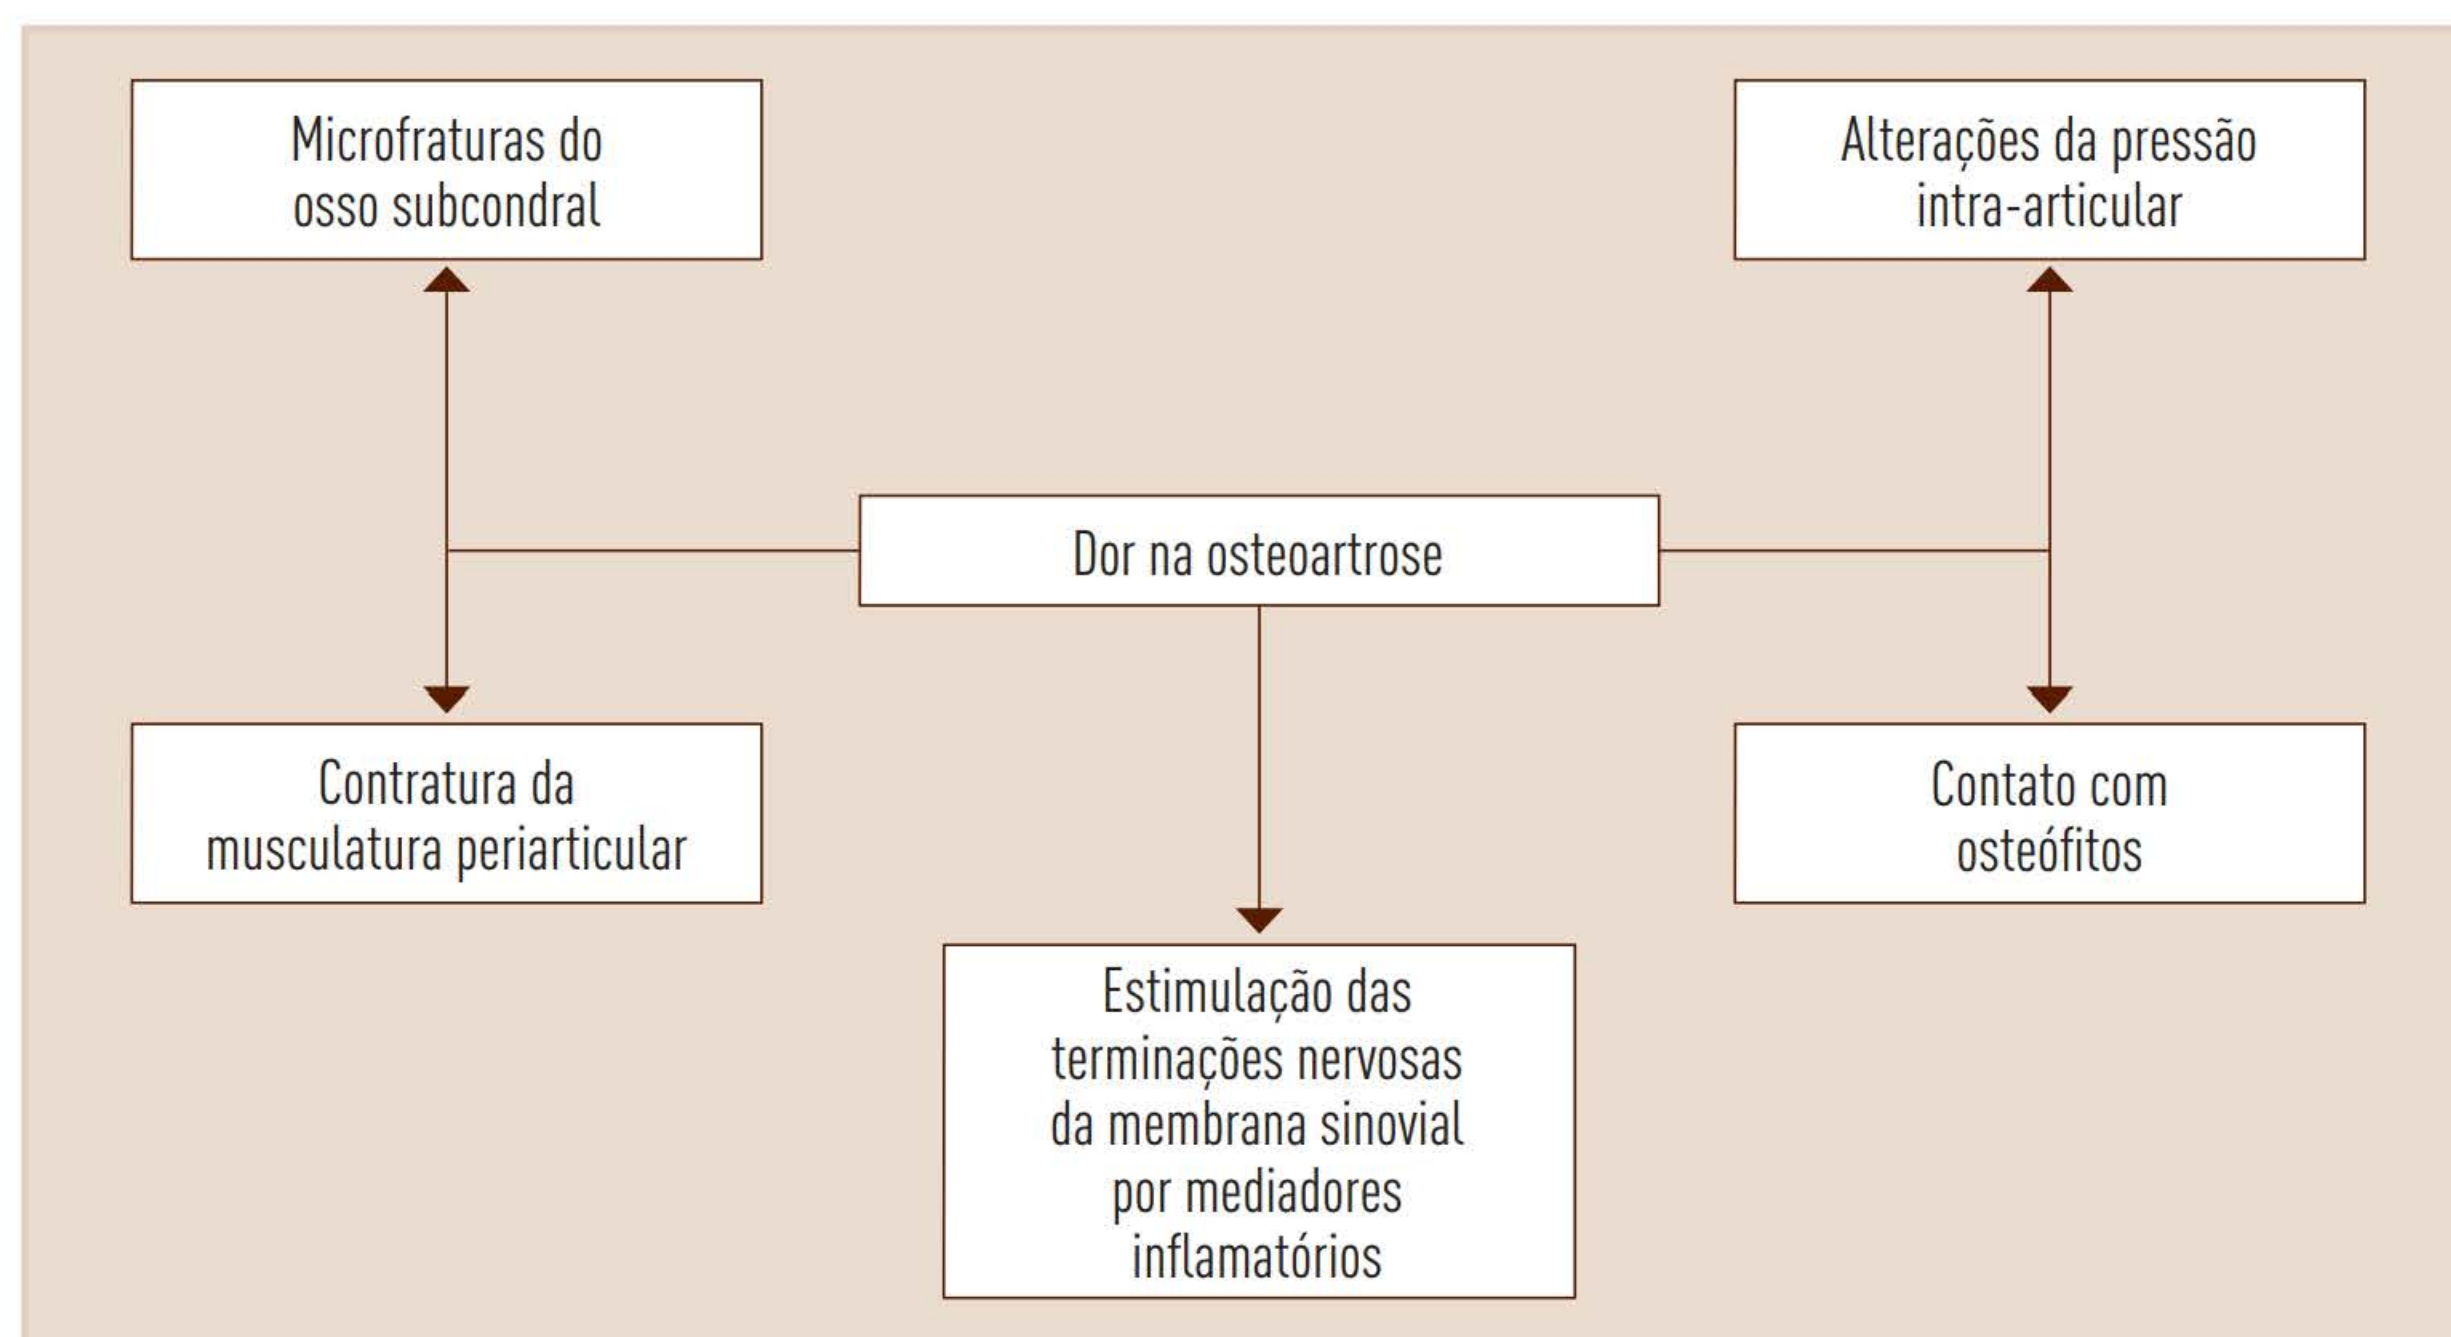 Microfraturas do
osso subcondral
Alterações da pressão
intra-articular
Dor na osteoartrose
Contratura da
musculatura periarticular
Contato com
osteófitos
Estimulação das
terminações nervosas
da membrana sinovial
por mediadores
inflamatórios